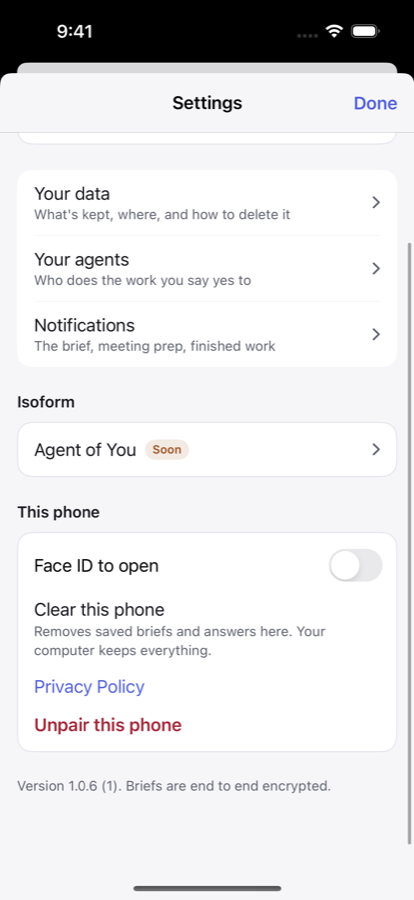 9:41
Settings
Done
Your data
What's kept, where, and how to delete it
Your agents
Who does the work you say yes to
Notifications
The brief, meeting prep, finished work
Isoform
Agent of You
Soon
This phone
Face ID to open
Clear this phone
Removes saved briefs and answers here. Your
computer keeps everything.
Privacy Policy
Unpair this phone
Version 1.0.6 (1). Briefs are end to end encrypted.